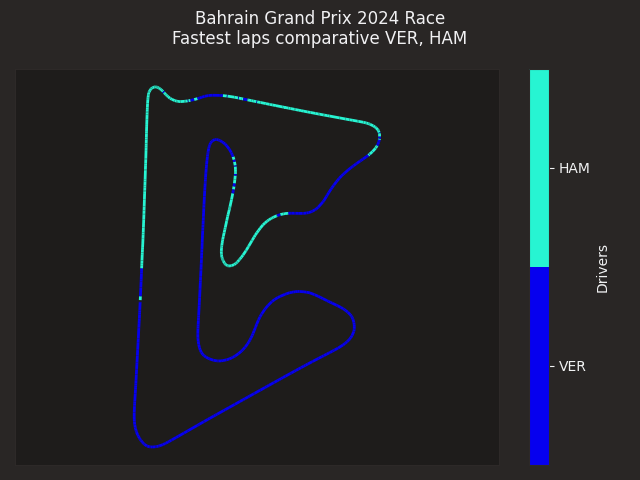 Bahrain Grand Prix 2024 Race
Fastest laps comparative VER, HAM
HAM
Drivers
VER